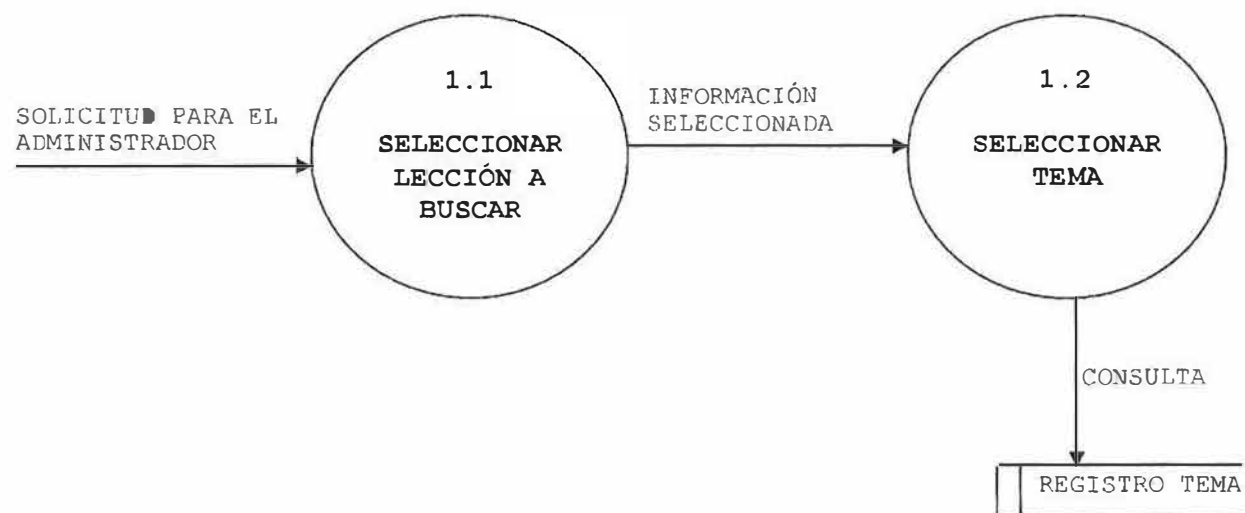 SOLICITUD PARA EL
ADMINISTRADOR
1.1
SELECCIONAR
LECCIÓN A
BUSCAR
INFORMACIÓN
SELECCIONADA
1.2
SELECCIONAR
TEMA
CONSULTA
REGISTRO TEMA